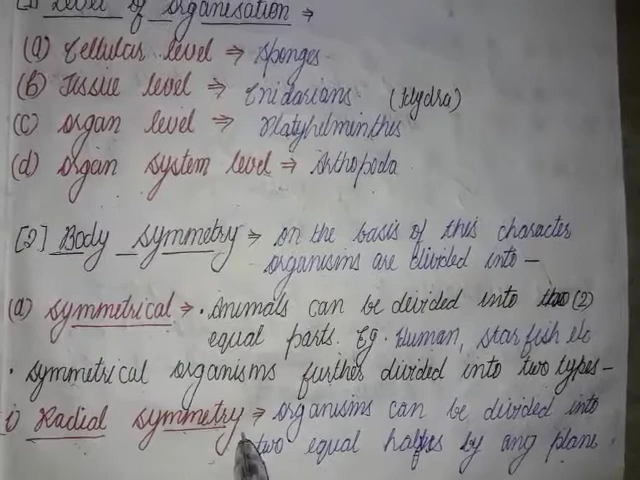 [1] Level of organisation ⇒
(a) Cellular level ⇒ Sponges
(b) Tissue level ⇒ Cnidarians (Hydra)
(c) organ level ⇒ Platyhelminthes
(d) organ system level ⇒ Arthopoda
[2] Body symmetry ⇒ on the basis of this character
organisms are divided into —
(a) symmetrical ⇒ • Animals can be divided into two (2)
equal parts. Eg. Human, star fish etc
• symmetrical organisms further divided into two types —
i) Radial symmetry ⇒ organisms can be divided into
two equal halfves by any plane